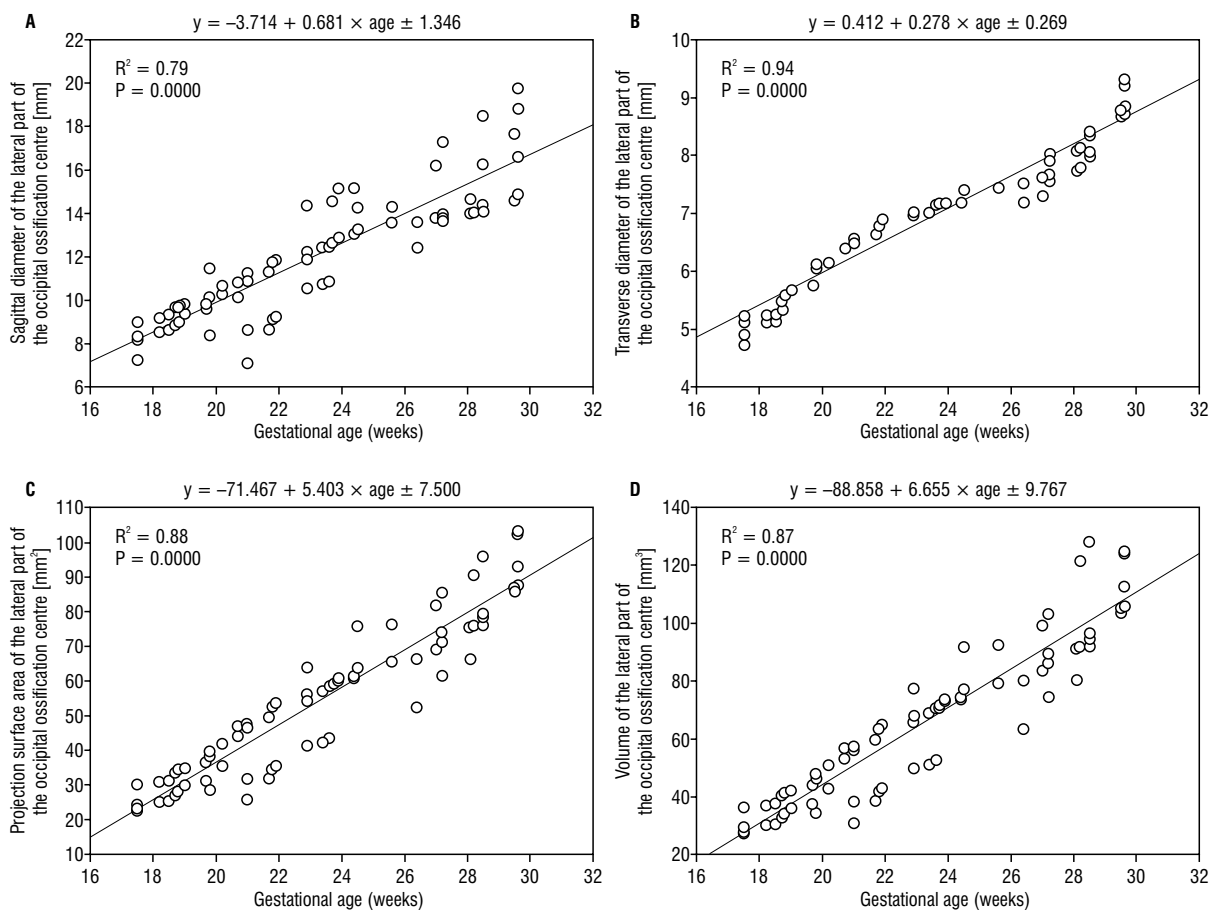 A
y = –3.714 + 0.681 × age ± 1.346
R² = 0.79
P = 0.0000
Sagittal diameter of the lateral part of
the occipital ossification centre [mm]
22
20
18
16
14
12
10
8
6
16 18 20 22 24 26 28 30 32
Gestational age (weeks)
B
y = 0.412 + 0.278 × age ± 0.269
R² = 0.94
P = 0.0000
Transverse diameter of the lateral part of
the occipital ossification centre [mm]
10
9
8
7
6
5
4
16 18 20 22 24 26 28 30 32
Gestational age (weeks)
C
y = –71.467 + 5.403 × age ± 7.500
R² = 0.88
P = 0.0000
Projection surface area of the lateral part of
the occipital ossification centre [mm²]
110
100
90
80
70
60
50
40
30
20
10
16 18 20 22 24 26 28 30 32
Gestational age (weeks)
D
y = –88.858 + 6.655 × age ± 9.767
R² = 0.87
P = 0.0000
Volume of the lateral part of
the occipital ossification centre [mm³]
140
120
100
80
60
40
20
16 18 20 22 24 26 28 30 32
Gestational age (weeks)